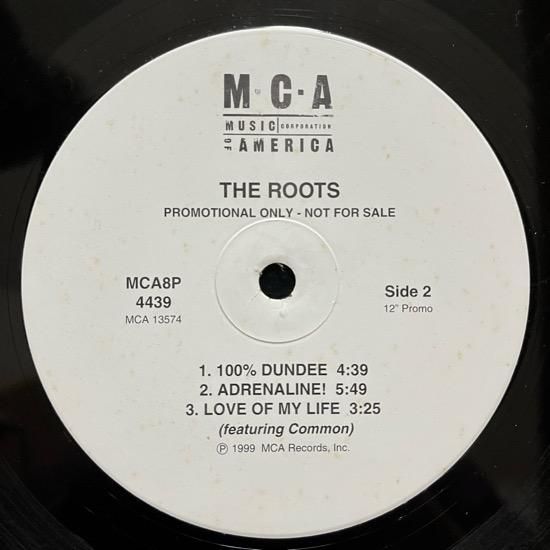 M·C·A
MUSIC CORPORATION
OF AMERICA
THE ROOTS
PROMOTIONAL ONLY - NOT FOR SALE
MCA8P
4439
MCA 13574
Side 2
12" Promo
1. 100% DUNDEE 4:39
2. ADRENALINE! 5:49
3. LOVE OF MY LIFE 3:25
(featuring Common)
℗ 1999 MCA Records, Inc.